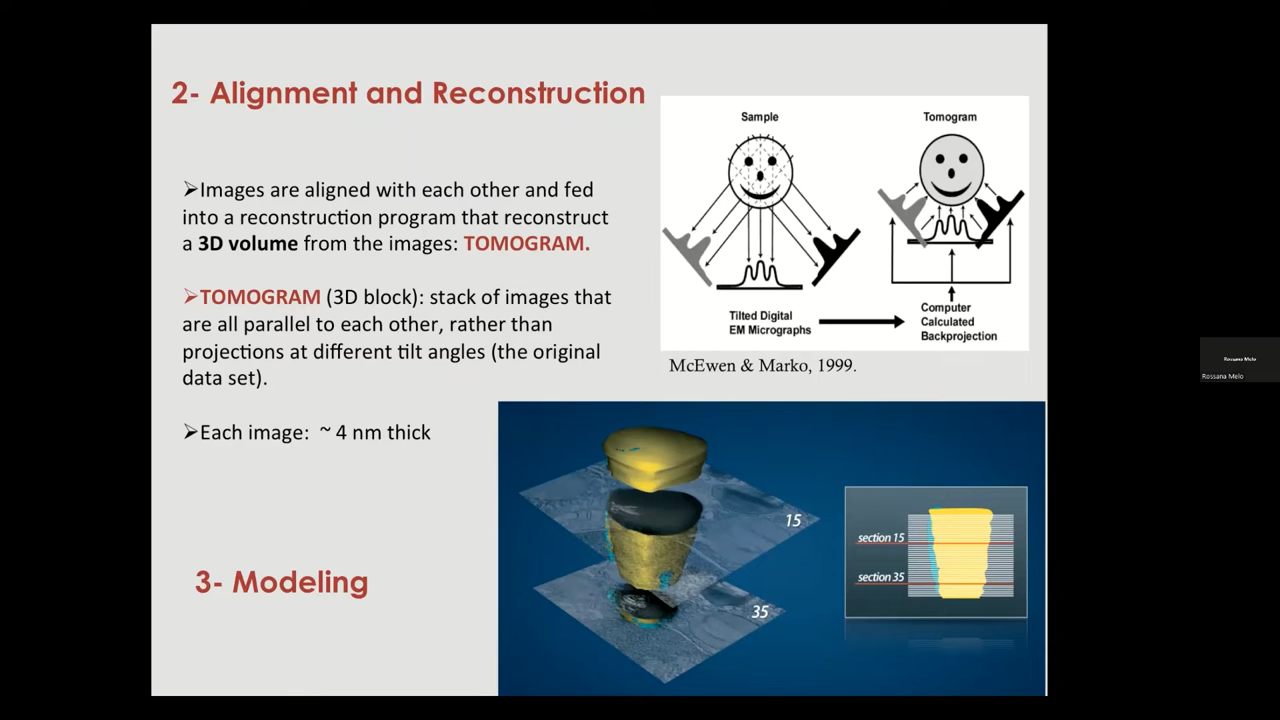 2- Alignment and Reconstruction
➢Images are aligned with each other and fed
into a reconstruction program that reconstruct
a 3D volume from the images: TOMOGRAM.
➢TOMOGRAM (3D block): stack of images that
are all parallel to each other, rather than
projections at different tilt angles (the original
data set).
➢Each image: ~ 4 nm thick
3- Modeling
Sample
Tomogram
Tilted Digital
EM Micrographs
Computer
Calculated
Backprojection
McEwen & Marko, 1999.
15
35
section 15
section 35
Rossana Melo
Rossana Melo